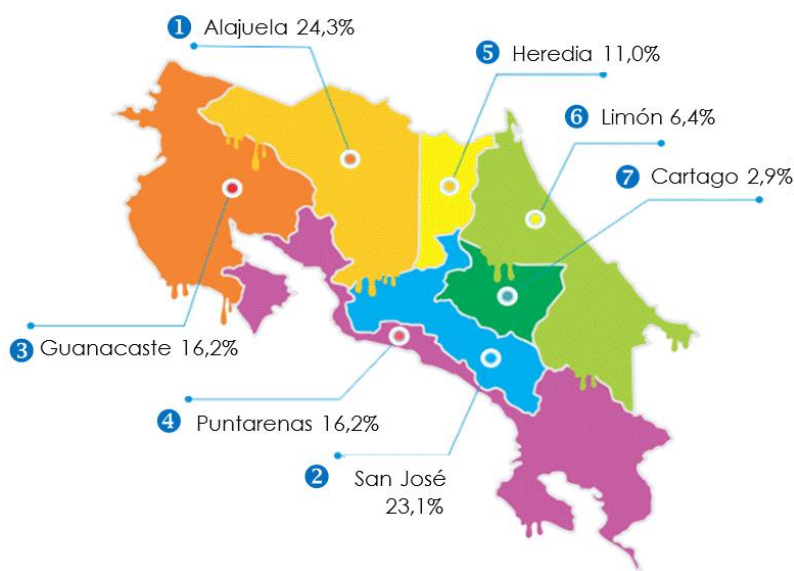 1 Alajuela 24,3%
5 Heredia 11,0%
6 Limón 6,4%
7 Cartago 2,9%
3 Guanacaste 16,2%
4 Puntarenas 16,2%
2 San José
23,1%